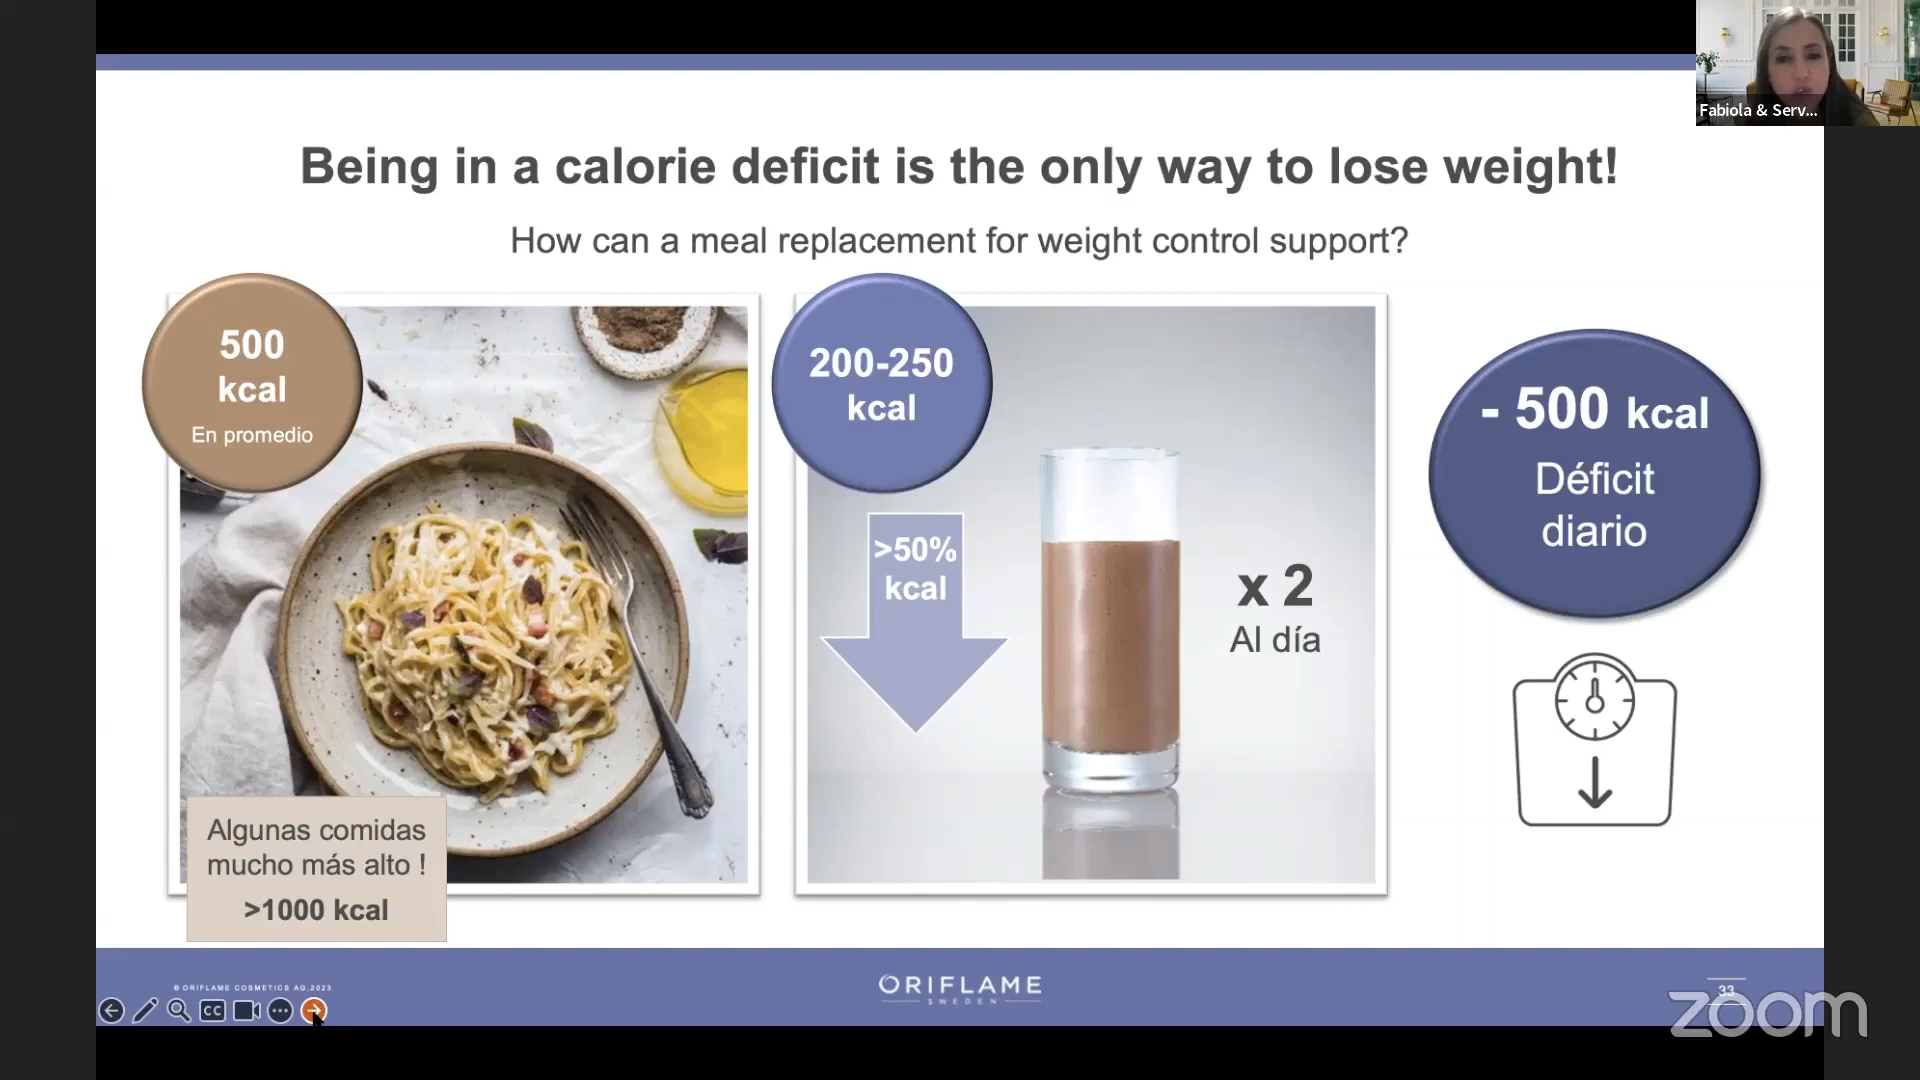 Fabiola & Serv...
Being in a calorie deficit is the only way to lose weight!
How can a meal replacement for weight control support?
500
kcal
En promedio
200-250
kcal
>50%
kcal
x 2
Al día
- 500 kcal
Déficit
diario
Algunas comidas
mucho más alto !
>1000 kcal
© ORIFLAME COSMETICS AG,2023
ORIFLAME
SWEDEN
33
CC
zoom